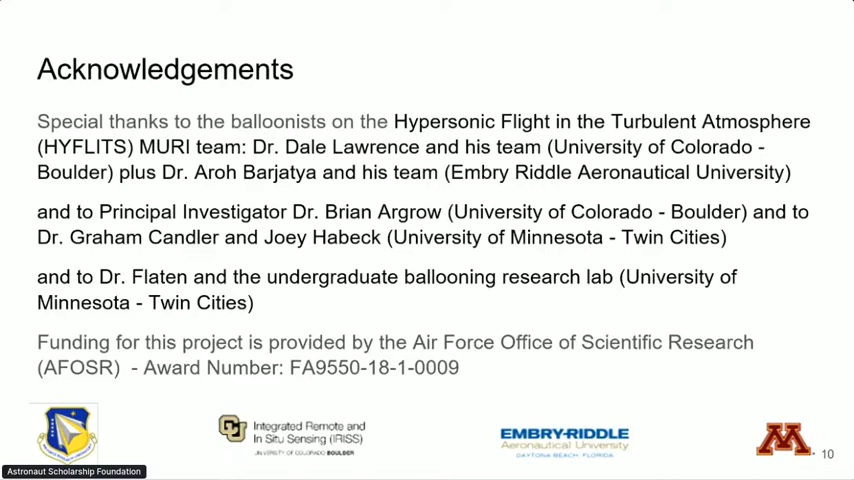 Acknowledgements
Special thanks to the balloonists on the Hypersonic Flight in the Turbulent Atmosphere
(HYFLITS) MURI team: Dr. Dale Lawrence and his team (University of Colorado -
Boulder) plus Dr. Aroh Barjatya and his team (Embry Riddle Aeronautical University)
and to Principal Investigator Dr. Brian Argrow (University of Colorado - Boulder) and to
Dr. Graham Candler and Joey Habeck (University of Minnesota - Twin Cities)
and to Dr. Flaten and the undergraduate ballooning research lab (University of
Minnesota - Twin Cities)
Funding for this project is provided by the Air Force Office of Scientific Research
(AFOSR) - Award Number: FA9550-18-1-0009
CU
Integrated Remote and
In Situ Sensing (IRISS)
UNIVERSITY OF COLORADO BOULDER
EMBRY-RIDDLE
Aeronautical University
DAYTONA BEACH, FLORIDA
M
10
Astronaut Scholarship Foundation